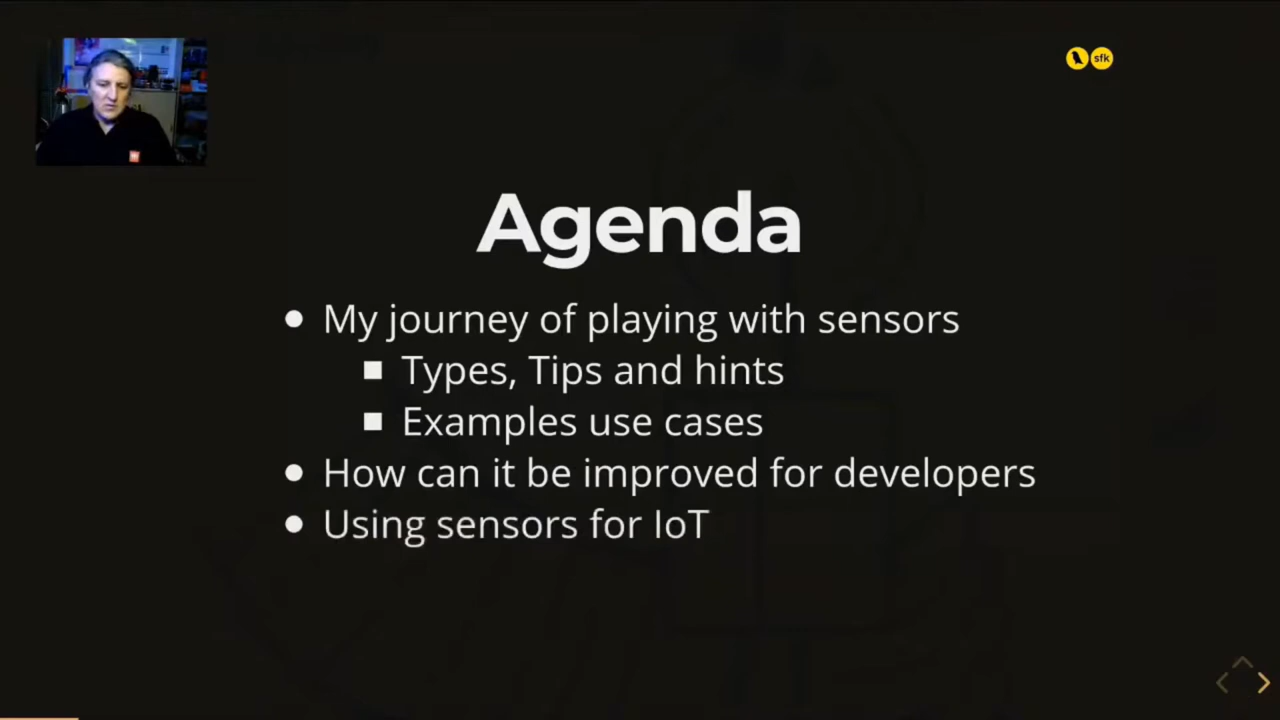 sfk
Agenda
My journey of playing with sensors
Types, Tips and hints
Examples use cases
How can it be improved for developers
Using sensors for IoT